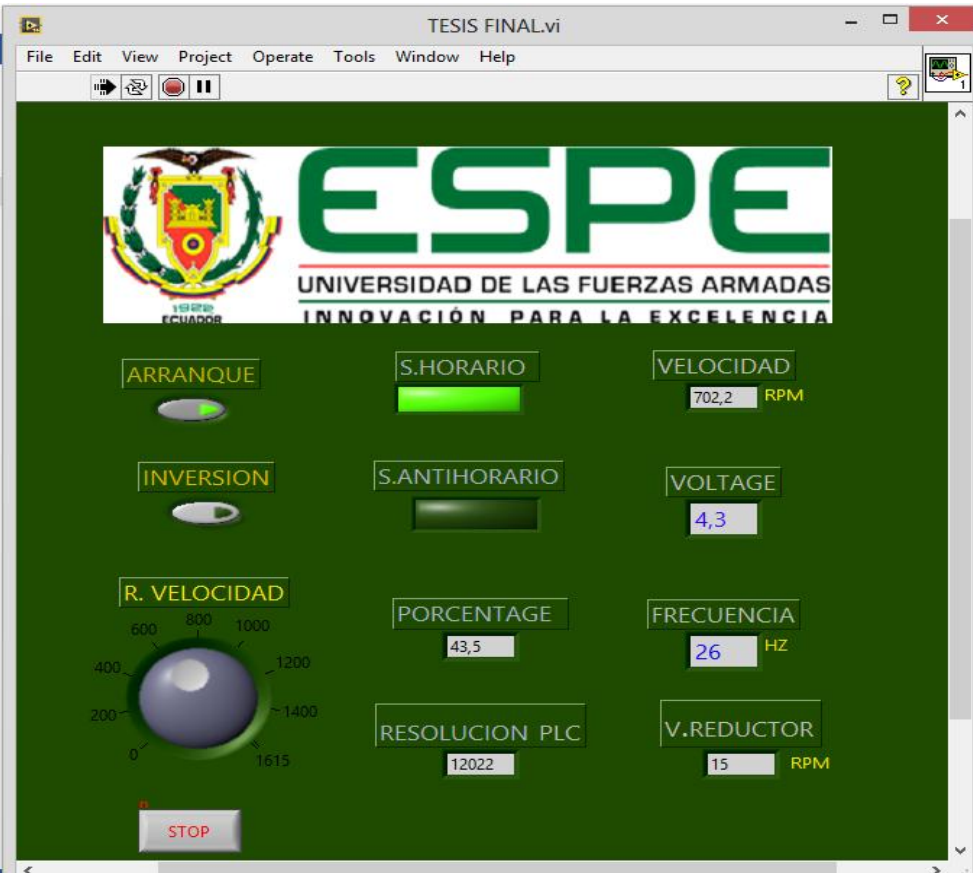 TESIS FINAL.vi
File Edit View Project Operate Tools Window Help
1
ESPE
UNIVERSIDAD DE LAS FUERZAS ARMADAS
INNOVACIÓN PARA LA EXCELENCIA
1922
ECUADOR
ARRANQUE
S.HORARIO
VELOCIDAD
702,2 RPM
INVERSION
S.ANTIHORARIO
VOLTAGE
4,3
R. VELOCIDAD
0 200 400 600 800 1000 1200 1400 1615
PORCENTAGE
43,5
FRECUENCIA
26 HZ
RESOLUCION PLC
12022
V.REDUCTOR
15 RPM
STOP